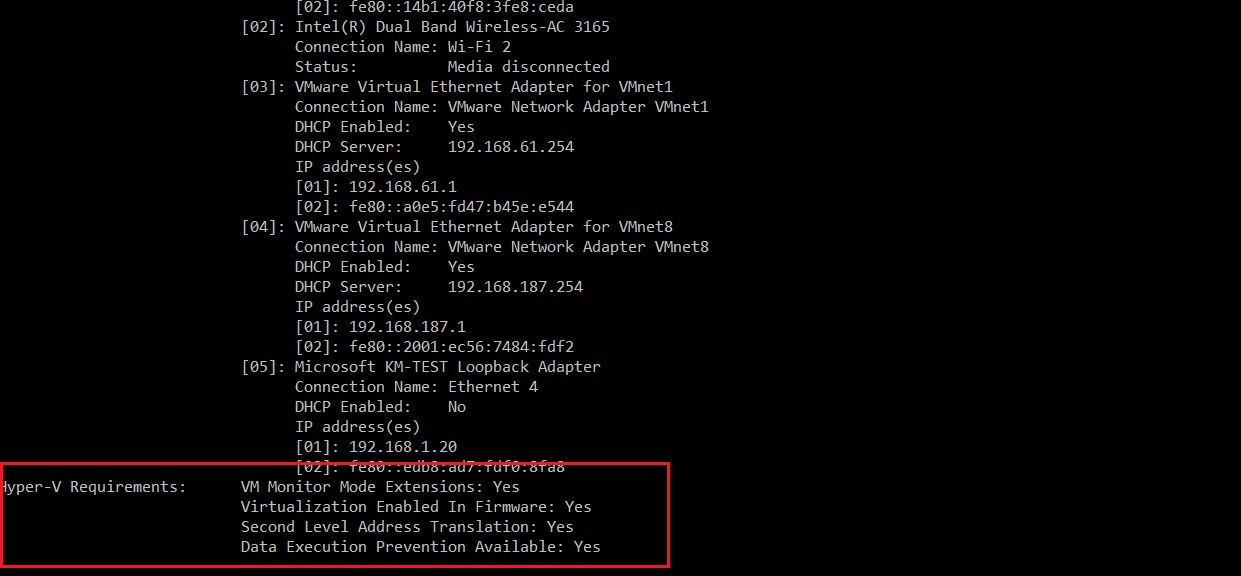 [02]: fe80::14b1:40f8:3fe8:ceda
[02]: Intel(R) Dual Band Wireless-AC 3165
Connection Name: Wi-Fi 2
Status: Media disconnected
[03]: VMware Virtual Ethernet Adapter for VMnet1
Connection Name: VMware Network Adapter VMnet1
DHCP Enabled: Yes
DHCP Server: 192.168.61.254
IP address(es)
[01]: 192.168.61.1
[02]: fe80::a0e5:fd47:b45e:e544
[04]: VMware Virtual Ethernet Adapter for VMnet8
Connection Name: VMware Network Adapter VMnet8
DHCP Enabled: Yes
DHCP Server: 192.168.187.254
IP address(es)
[01]: 192.168.187.1
[02]: fe80::2001:ec56:7484:fdf2
[05]: Microsoft KM-TEST Loopback Adapter
Connection Name: Ethernet 4
DHCP Enabled: No
IP address(es)
[01]: 192.168.1.20
[02]: fe80::edb8:ad7:fdf0:8fa8
Hyper-V Requirements: VM Monitor Mode Extensions: Yes
Virtualization Enabled In Firmware: Yes
Second Level Address Translation: Yes
Data Execution Prevention Available: Yes